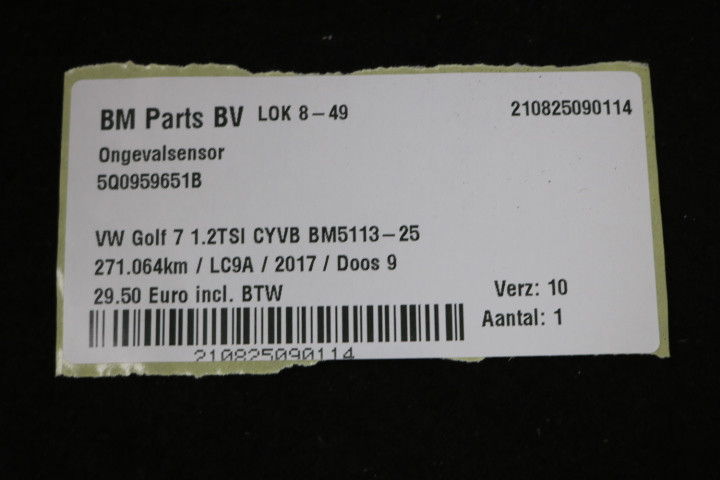 BM Parts BV LOK 8-49 210825090114
Ongevalsensor
5Q0959651B
VW Golf 7 1.2TSI CYVB BM5113-25
271.064km / LC9A / 2017 / Doos 9
29.50 Euro incl. BTW Verz: 10
Aantal: 1
210825090114